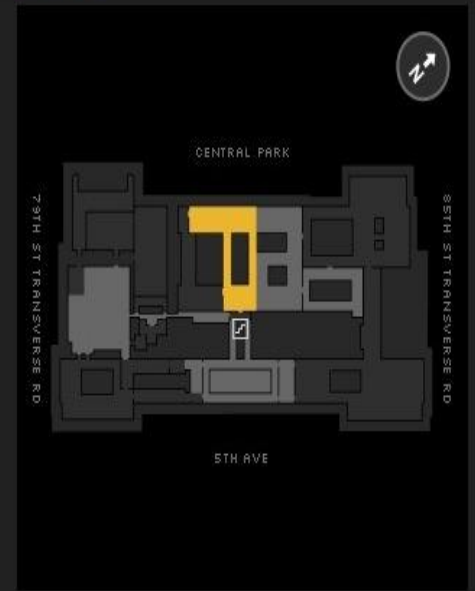 N
CENTRAL PARK
79TH ST TRANSVERSE RD
85TH ST TRANSVERSE RD
5TH AVE